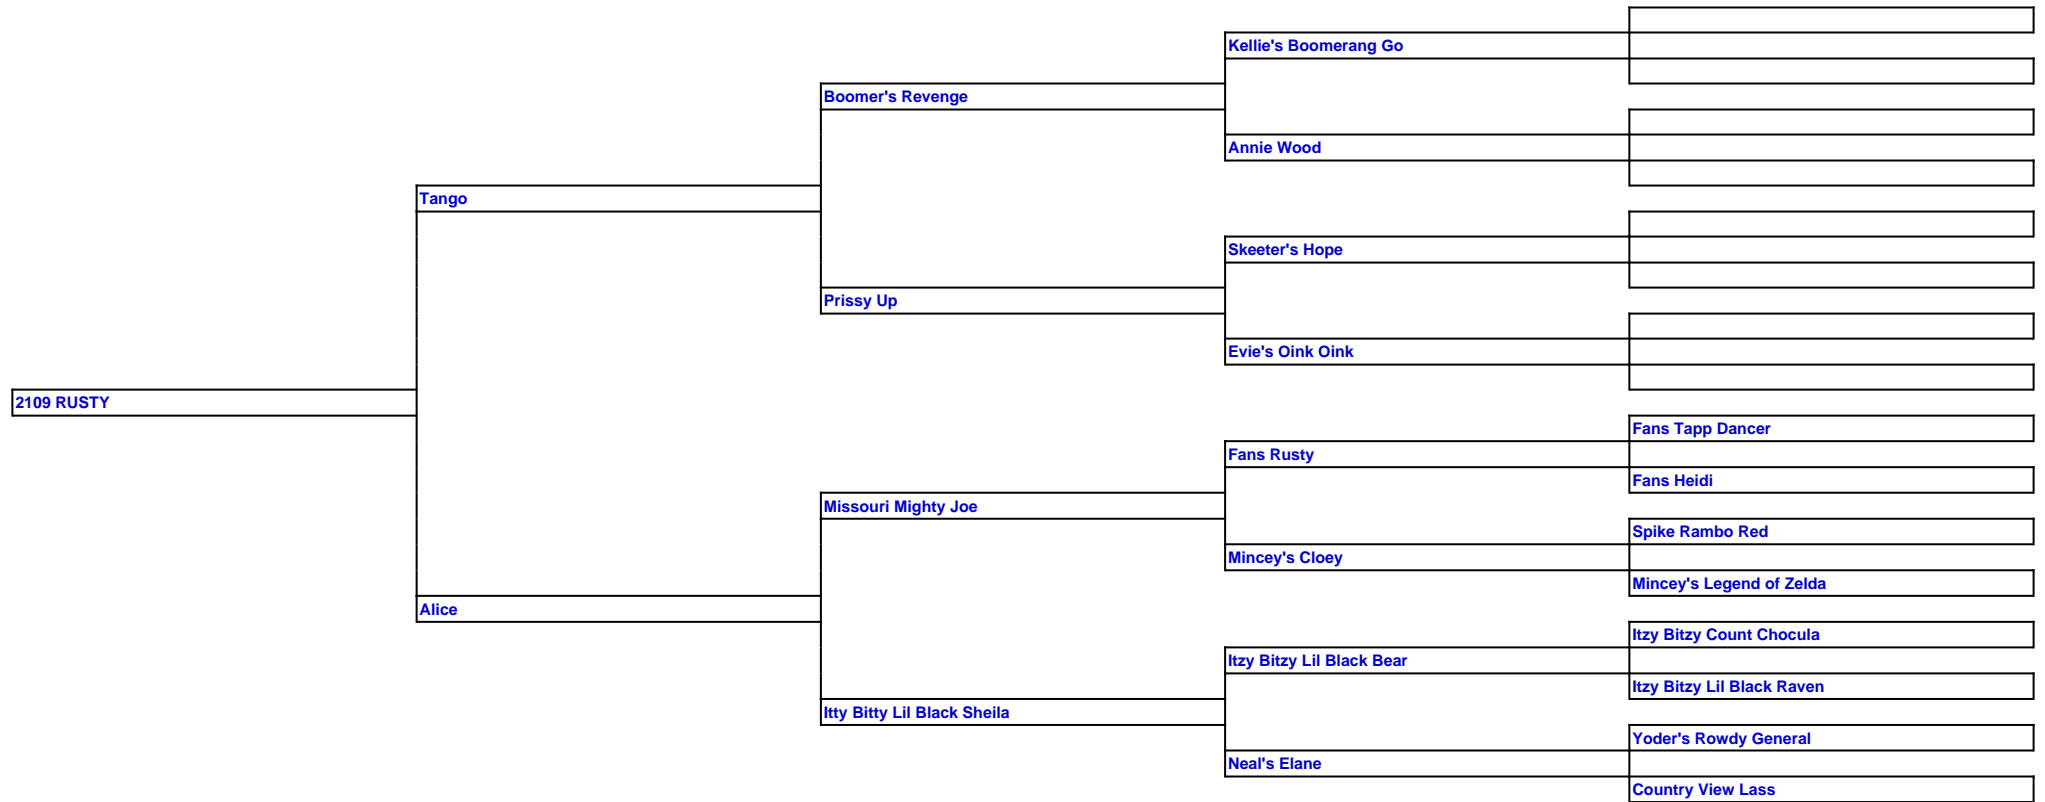 Kellie's Boomerang Go
Boomer's Revenge
Annie Wood
Tango
Skeeter's Hope
Prissy Up
Evie's Oink Oink
2109 RUSTY
Fans Tapp Dancer
Fans Rusty
Fans Heidi
Missouri Mighty Joe
Spike Rambo Red
Mincey's Cloey
Mincey's Legend of Zelda
Alice
Itzy Bitzy Count Chocula
Itzy Bitzy Lil Black Bear
Itzy Bitzy Lil Black Raven
Itty Bitty Lil Black Sheila
Yoder's Rowdy General
Neal's Elane
Country View Lass